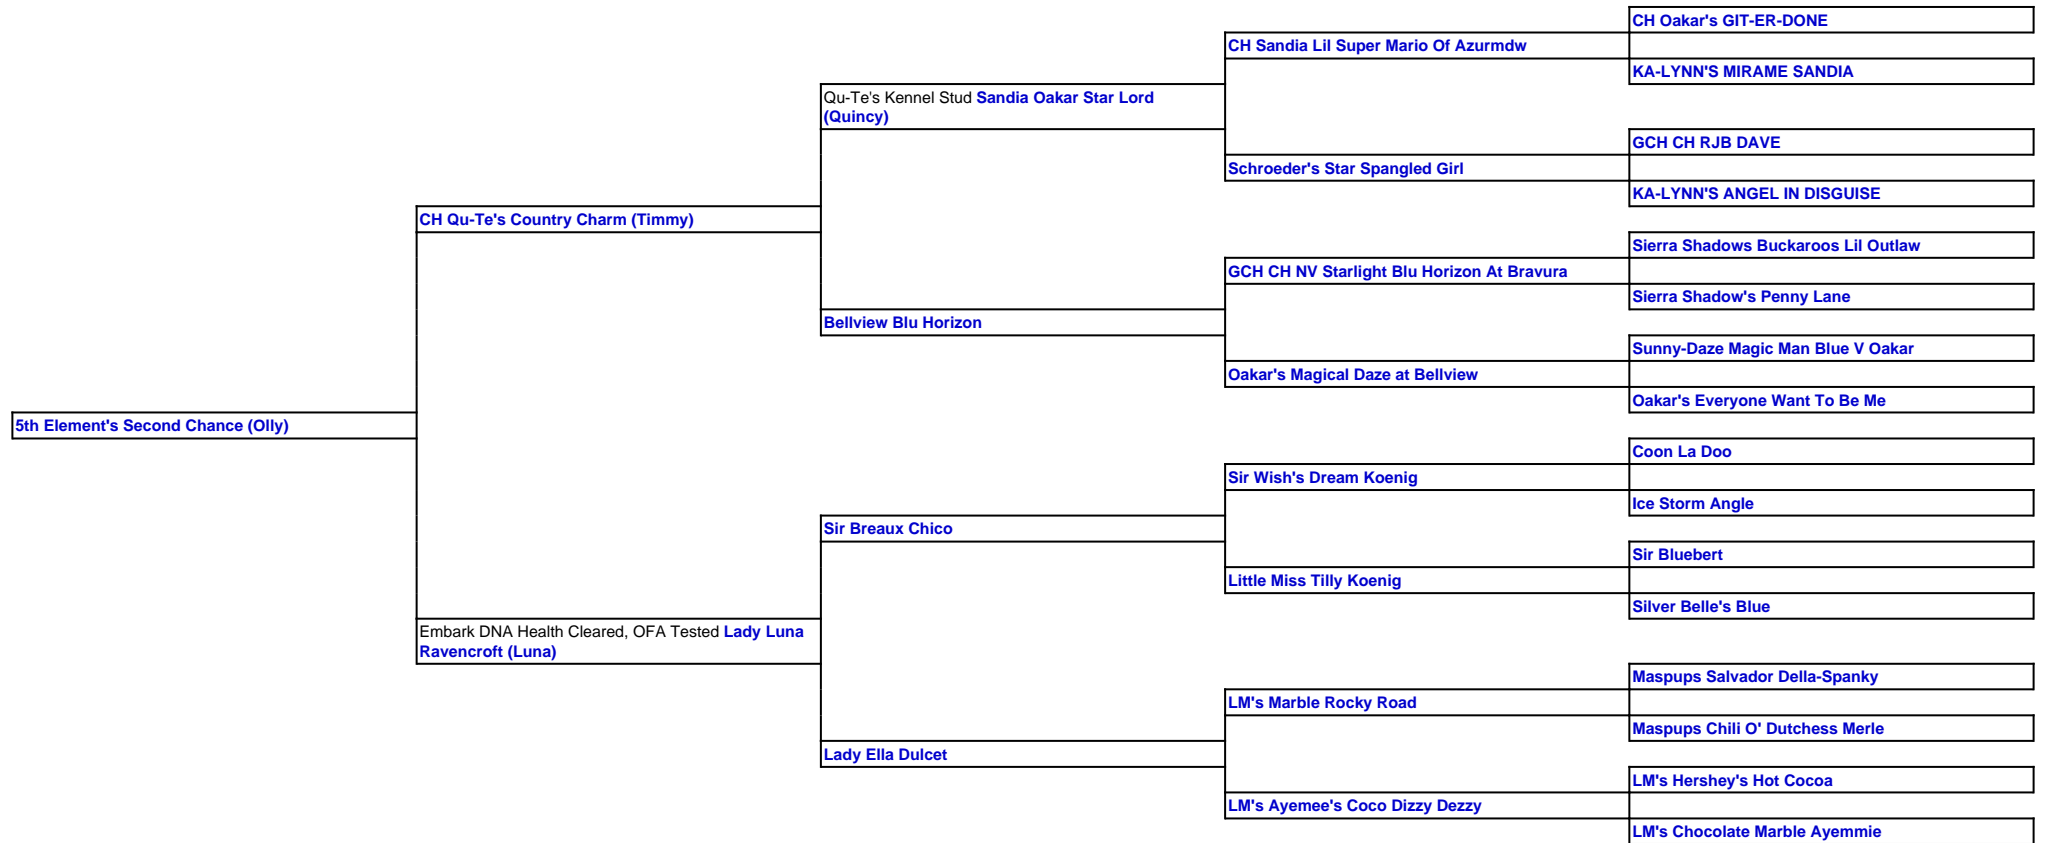 CH Oakar's GIT-ER-DONE
CH Sandia Lil Super Mario Of Azurmdw
KA-LYNN'S MIRAME SANDIA
Qu-Te's Kennel Stud Sandia Oakar Star Lord
(Quincy)
GCH CH RJB DAVE
Schroeder's Star Spangled Girl
KA-LYNN'S ANGEL IN DISGUISE
CH Qu-Te's Country Charm (Timmy)
Sierra Shadows Buckaroos Lil Outlaw
GCH CH NV Starlight Blu Horizon At Bravura
Sierra Shadow's Penny Lane
Bellview Blu Horizon
Sunny-Daze Magic Man Blue V Oakar
Oakar's Magical Daze at Bellview
Oakar's Everyone Want To Be Me
5th Element's Second Chance (Olly)
Coon La Doo
Sir Wish's Dream Koenig
Ice Storm Angle
Sir Breaux Chico
Sir Bluebert
Little Miss Tilly Koenig
Silver Belle's Blue
Embark DNA Health Cleared, OFA Tested Lady Luna
Ravencroft (Luna)
Maspups Salvador Della-Spanky
LM's Marble Rocky Road
Maspups Chili O' Dutchess Merle
Lady Ella Dulcet
LM's Hershey's Hot Cocoa
LM's Ayemee's Coco Dizzy Dezzy
LM's Chocolate Marble Ayemmie